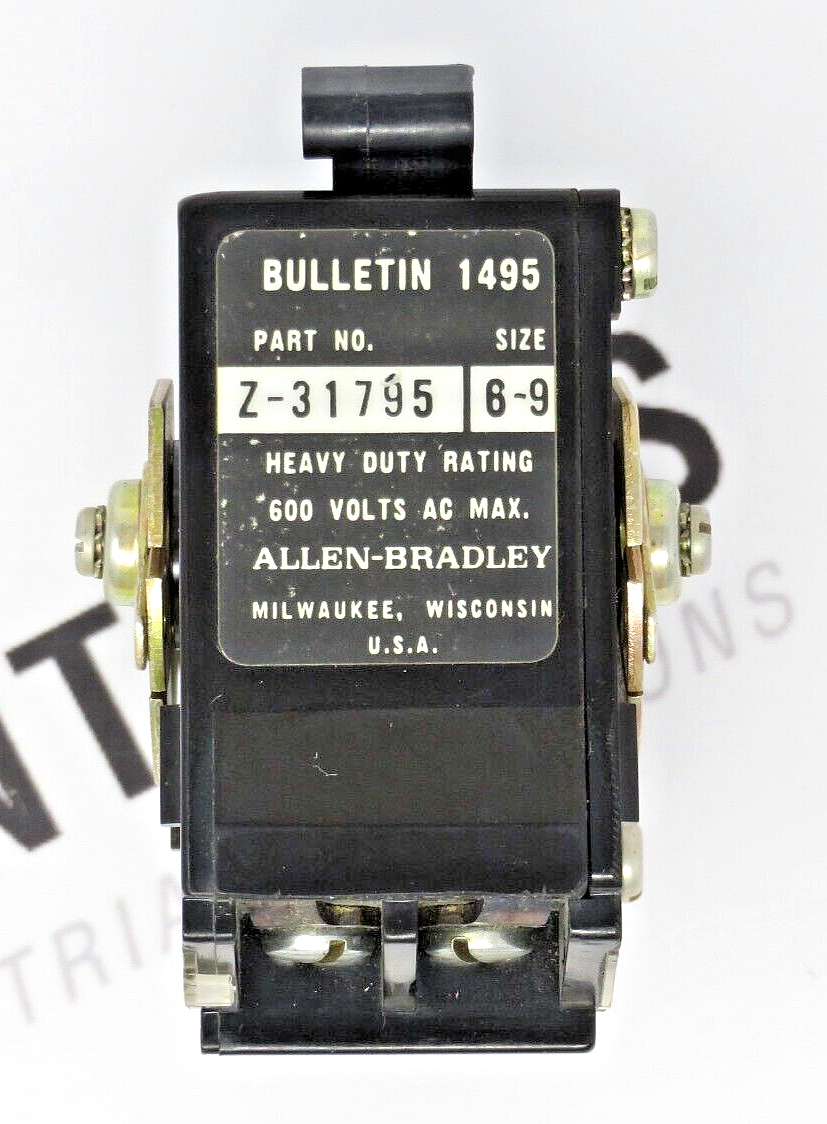 BULLETIN 1495
PART NO. SIZE
Z-31795 6-9
HEAVY DUTY RATING
600 VOLTS AC MAX.
ALLEN-BRADLEY
MILWAUKEE, WISCONSIN
U.S.A.